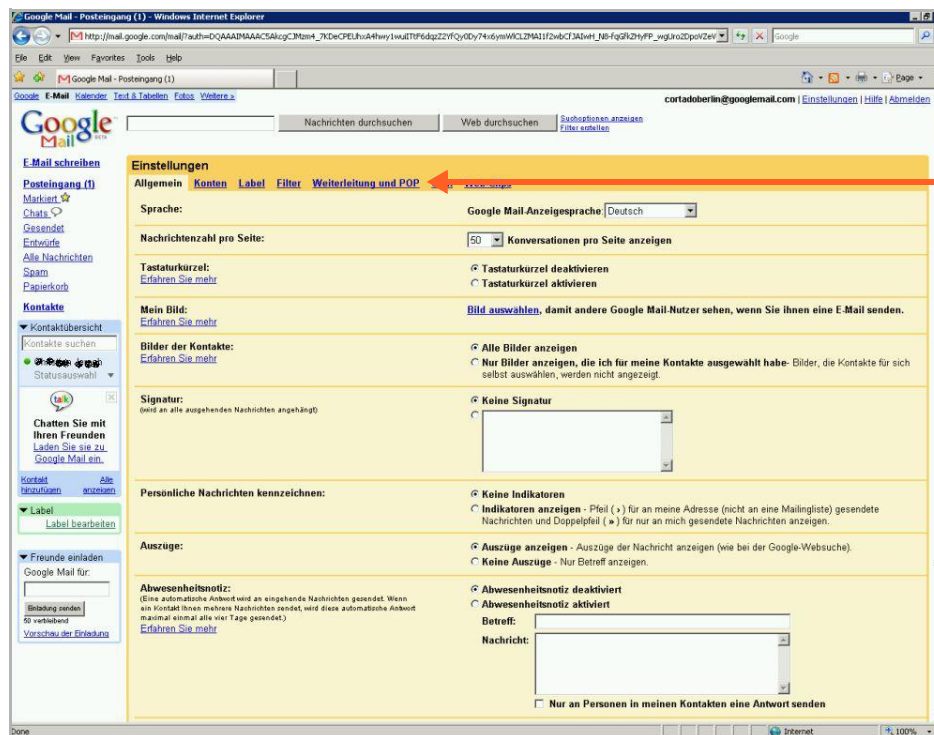 Google Mail - Posteingang (1) - Windows Internet Explorer
Google
File Edit View Favorites Tools Help
Google Mail - Posteingang (1)
Page
Google E-Mail Kalender Text & Tabellen Fotos Weitere »
cortadoberlin@googlemail.com | Einstellungen | Hilfe | Abmelden
Google Mail BETA
Nachrichten durchsuchen
Web durchsuchen
Suchoptionen anzeigen
Filter erstellen
E-Mail schreiben
Posteingang (1)
Markiert
Chats
Gesendet
Entwürfe
Alle Nachrichten
Spam
Papierkorb
Kontakte
Kontaktübersicht
Kontakte suchen
Statusauswahl
talk
Chatten Sie mit
Ihren Freunden
Laden Sie sie zu
Google Mail ein.
Kontakt hinzufügen
Alle anzeigen
Label
Label bearbeiten
Freunde einladen
Google Mail für:
Einladung senden
50 verbleibend
Vorschau der Einladung
Einstellungen
Allgemein Konten Label Filter Weiterleitung und POP
Sprache:
Google Mail-Anzeigesprache: Deutsch
Nachrichtenzahl pro Seite:
50 Konversationen pro Seite anzeigen
Tastaturkürzel:
Erfahren Sie mehr
Tastaturkürzel deaktivieren
Tastaturkürzel aktivieren
Mein Bild:
Erfahren Sie mehr
Bild auswählen, damit andere Google Mail-Nutzer sehen, wenn Sie ihnen eine E-Mail senden.
Bilder der Kontakte:
Erfahren Sie mehr
Alle Bilder anzeigen
Nur Bilder anzeigen, die ich für meine Kontakte ausgewählt habe- Bilder, die Kontakte für sich
selbst auswählen, werden nicht angezeigt.
Signatur:
(wird an alle ausgehenden Nachrichten angehängt)
Keine Signatur
Persönliche Nachrichten kennzeichnen:
Keine Indikatoren
Indikatoren anzeigen - Pfeil ( › ) für an meine Adresse (nicht an eine Mailingliste) gesendete
Nachrichten und Doppelpfeil ( » ) für nur an mich gesendete Nachrichten anzeigen.
Auszüge:
Auszüge anzeigen - Auszüge der Nachricht anzeigen (wie bei der Google-Websuche).
Keine Auszüge - Nur Betreff anzeigen.
Abwesenheitsnotiz:
(Eine automatische Antwort wird an eingehende Nachrichten gesendet. Wenn
ein Kontakt Ihnen mehrere Nachrichten sendet, wird diese automatische Antwort
maximal einmal alle vier Tage gesendet.)
Erfahren Sie mehr
Abwesenheitsnotiz deaktiviert
Abwesenheitsnotiz aktiviert
Betreff:
Nachricht:
Nur an Personen in meinen Kontakten eine Antwort senden
Done
Internet
100%